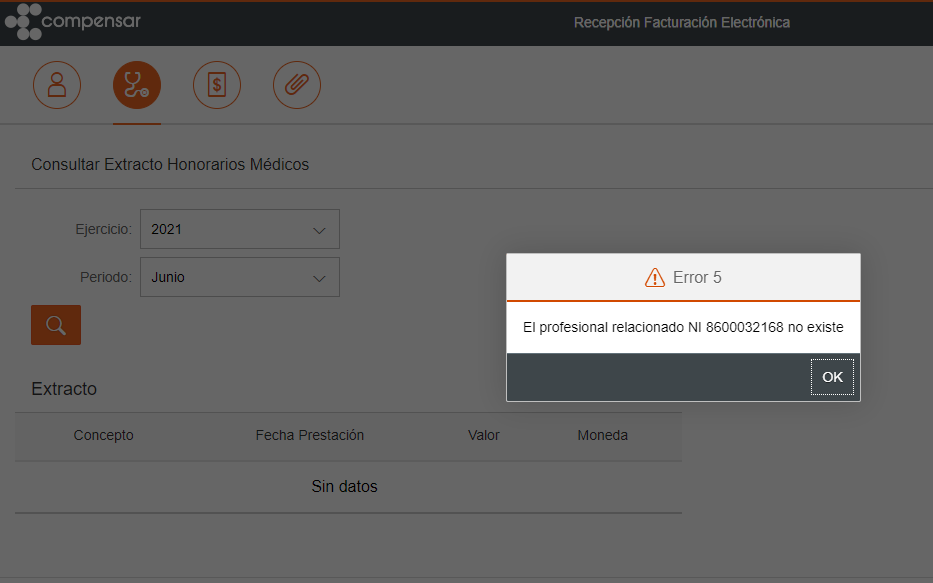 compensar
Recepción Facturación Electrónica
Consultar Extracto Honorarios Médicos
Ejercicio: 2021
Periodo: Junio
Error 5
El profesional relacionado NI 8600032168 no existe
OK
Extracto
Concepto Fecha Prestación Valor Moneda
Sin datos